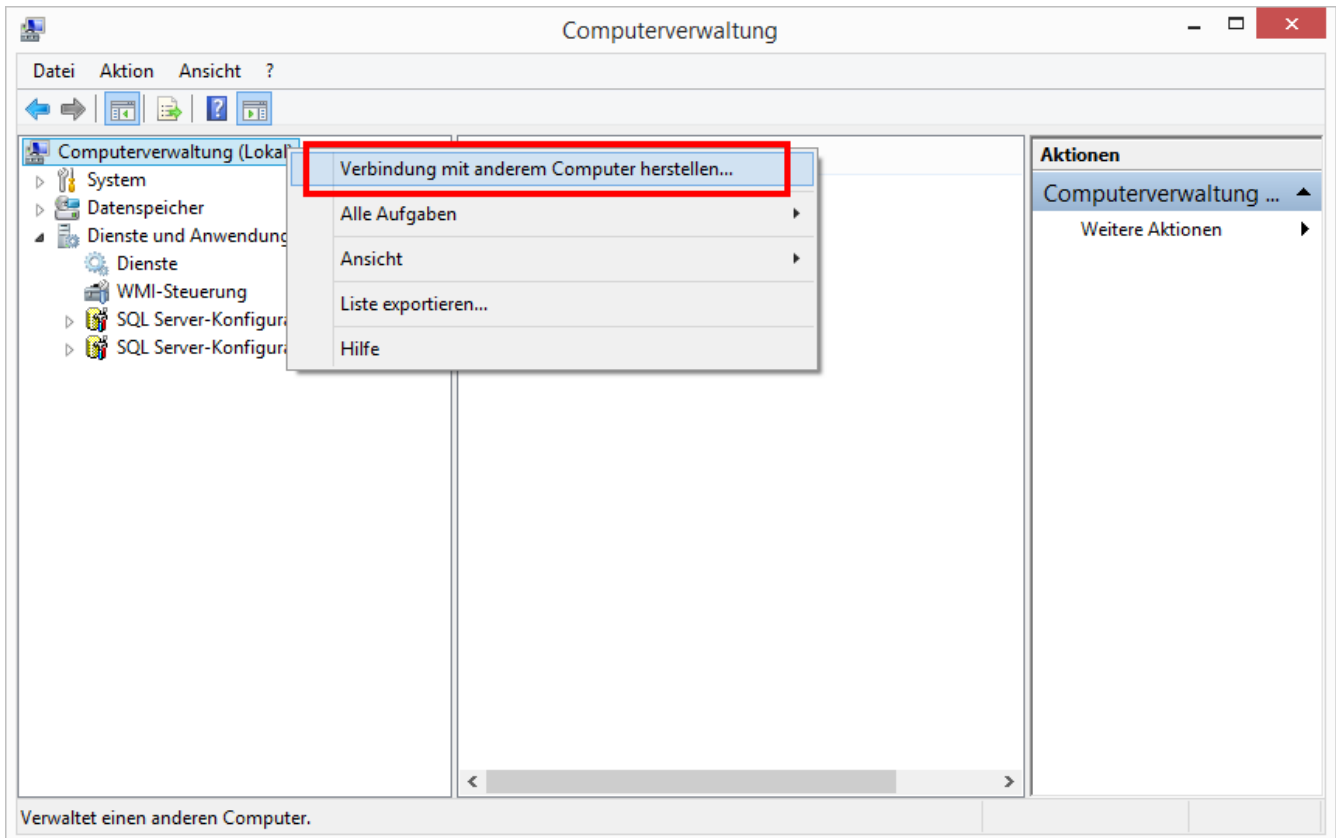 Computerverwaltung
Datei Aktion Ansicht ?
Computerverwaltung (Lokal)
System
Datenspeicher
Dienste und Anwendung
Dienste
WMI-Steuerung
SQL Server-Konfigura
SQL Server-Konfigura
Verbindung mit anderem Computer herstellen...
Alle Aufgaben
Ansicht
Liste exportieren...
Hilfe
Aktionen
Computerverwaltung ...
Weitere Aktionen
Verwaltet einen anderen Computer.